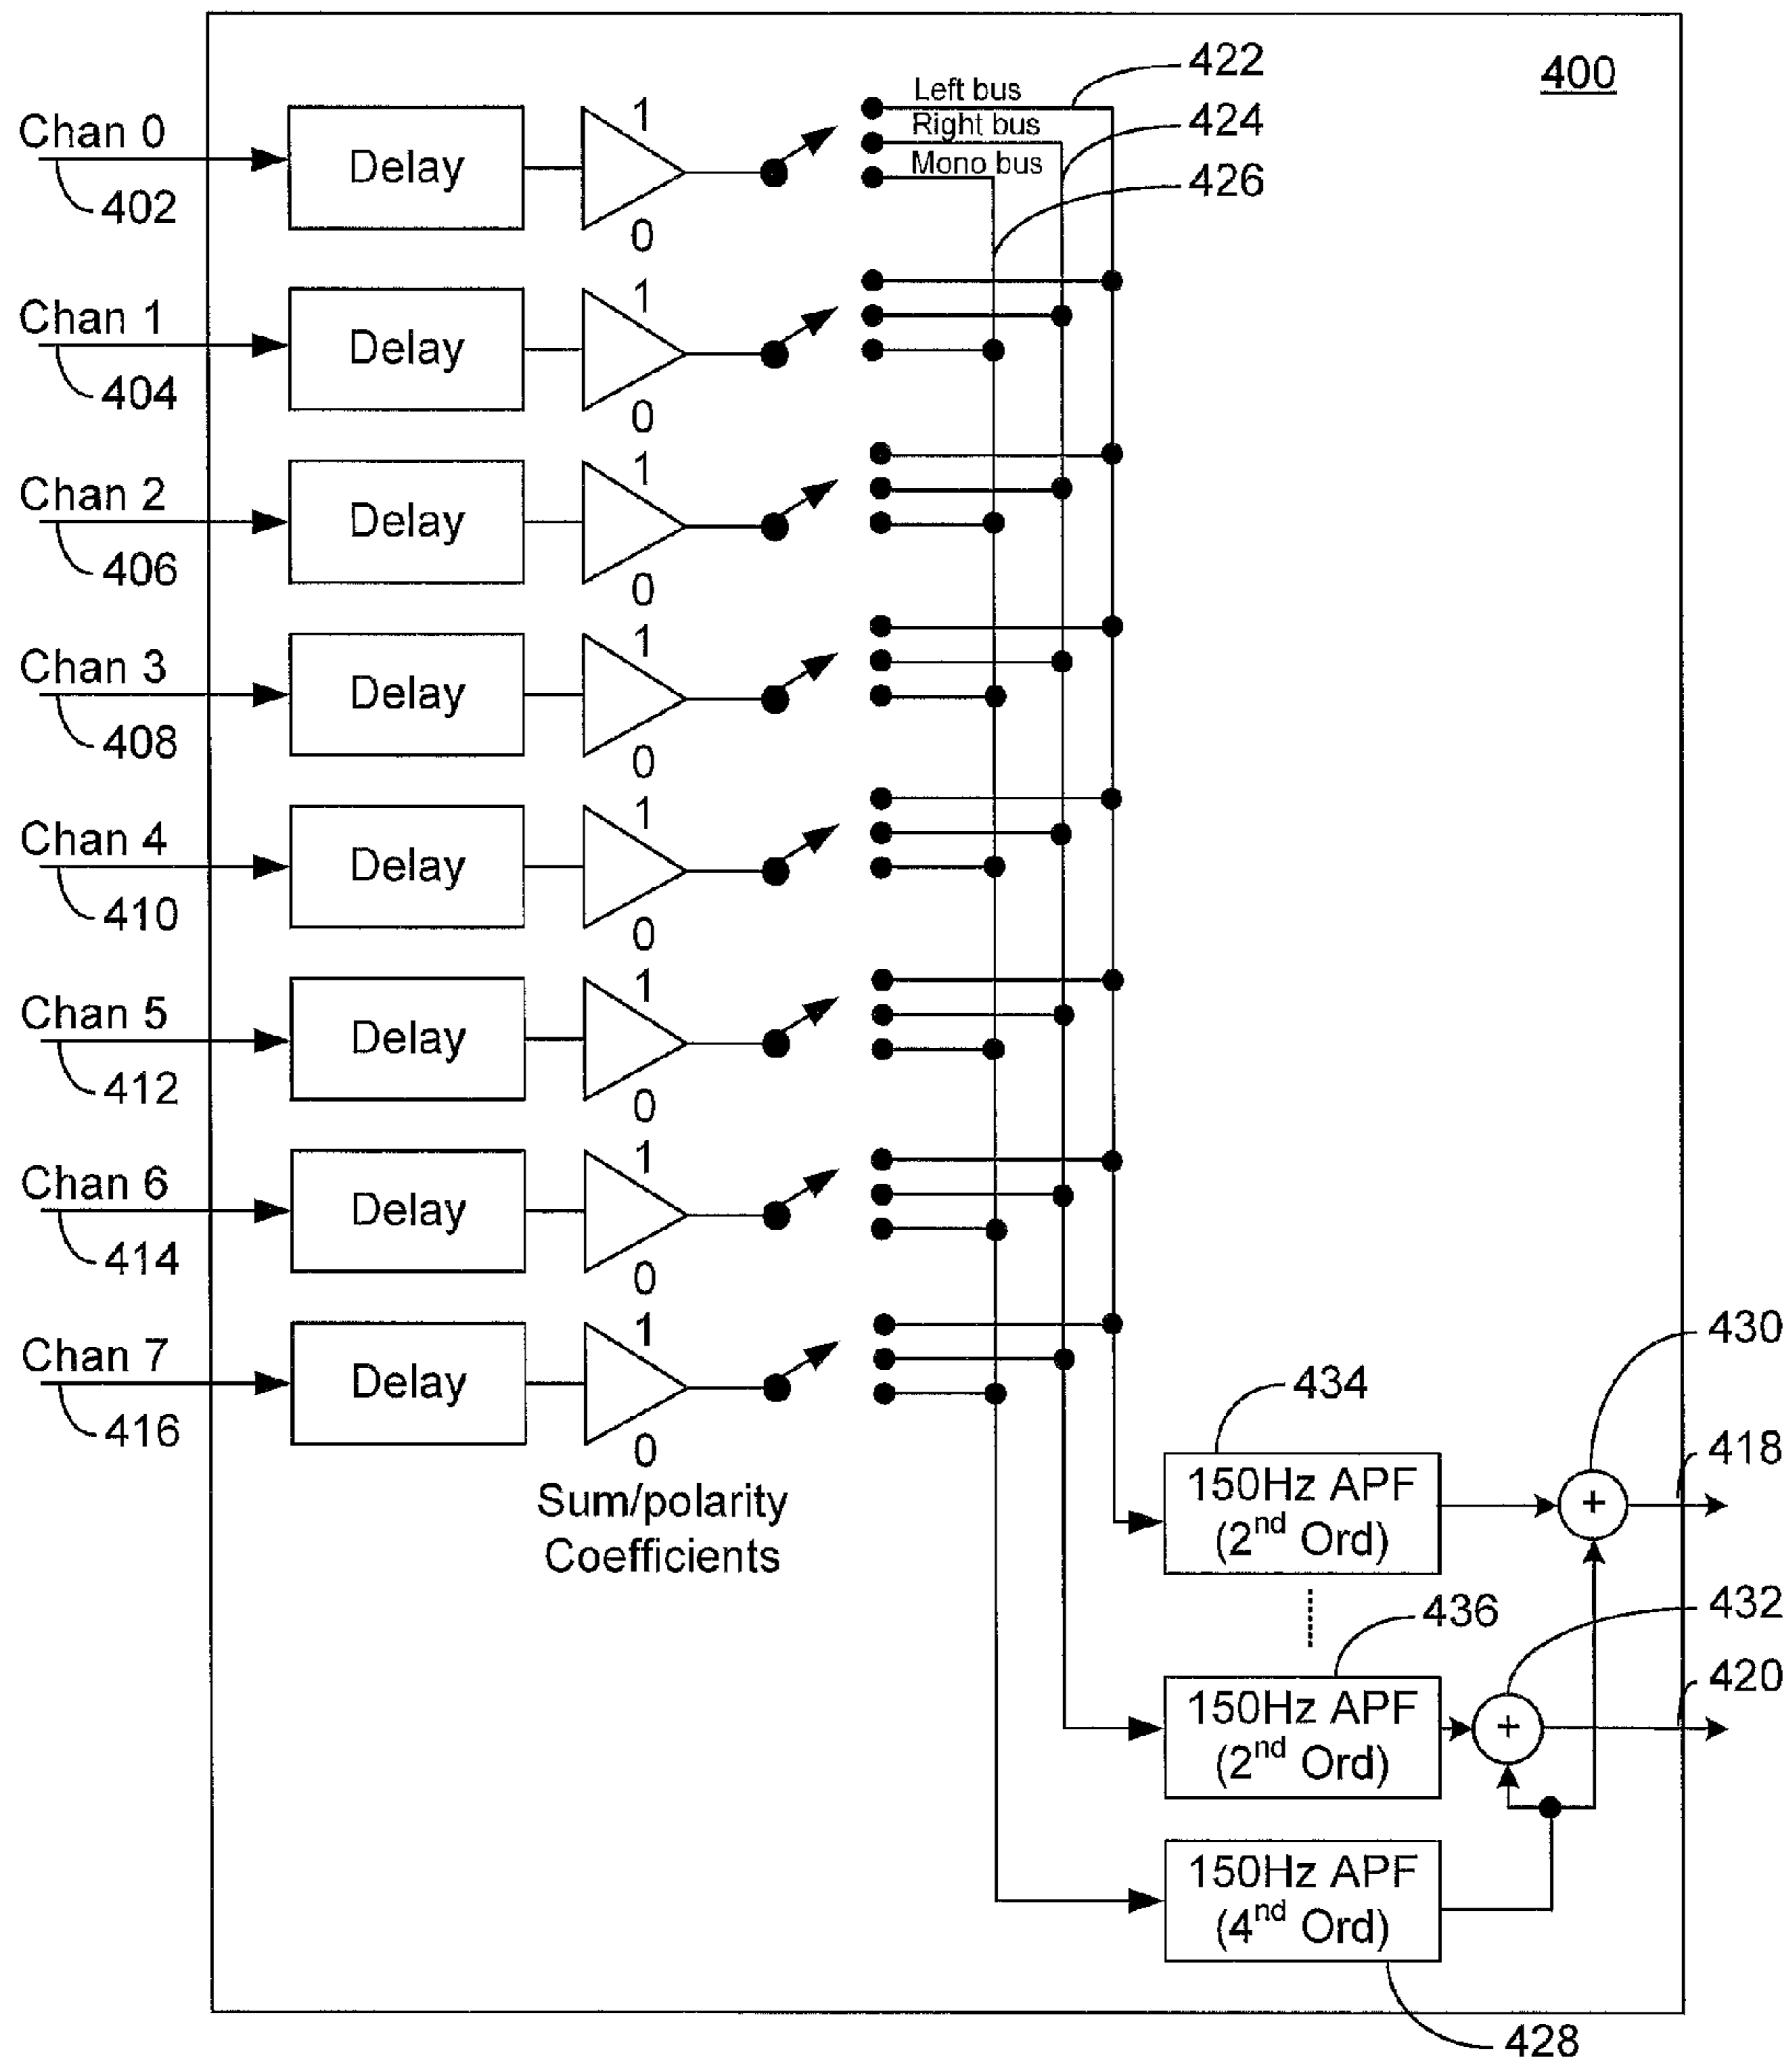 400
Left bus
422
Right bus
424
Mono bus
426
Chan 0
402
Delay
1
0
Chan 1
404
Delay
1
0
Chan 2
406
Delay
1
0
Chan 3
408
Delay
1
0
Chan 4
410
Delay
1
0
Chan 5
412
Delay
1
0
Chan 6
414
Delay
1
0
Chan 7
416
Delay
1
0
Sum/polarity
Coefficients
434
150Hz APF
(2nd Ord)
+
430
418
436
150Hz APF
(2nd Ord)
+
432
420
150Hz APF
(4nd Ord)
428